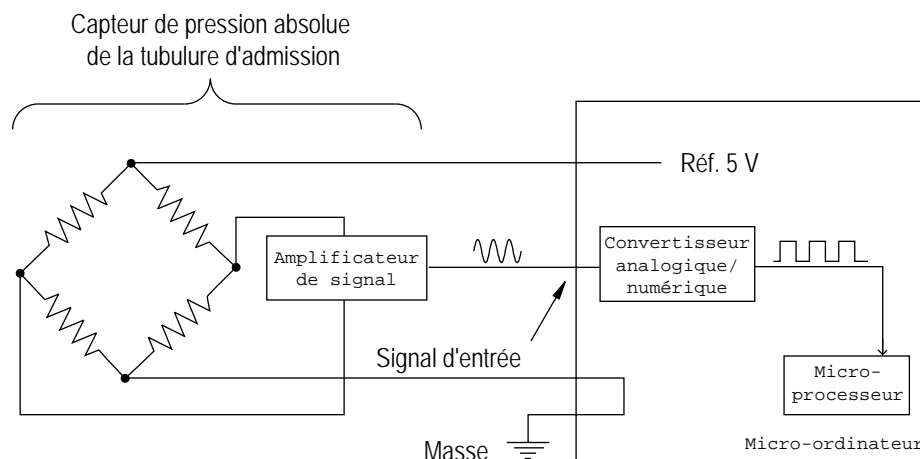 Capteur de pression absolue
de la tubulure d'admission
Réf. 5 V
Amplificateur
de signal
Convertisseur
analogique/
numérique
Signal d'entrée
Micro-
processeur
Masse
Micro-ordinateur